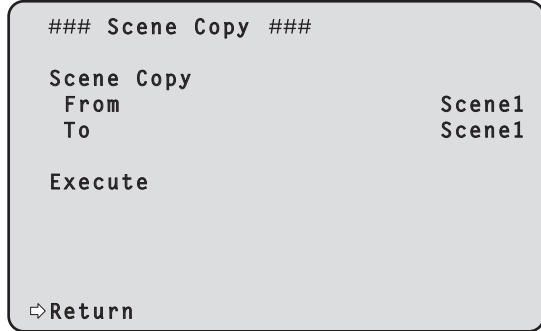 ### Scene Copy ###
Scene Copy
From Scene1
To Scene1
Execute
⇨Return